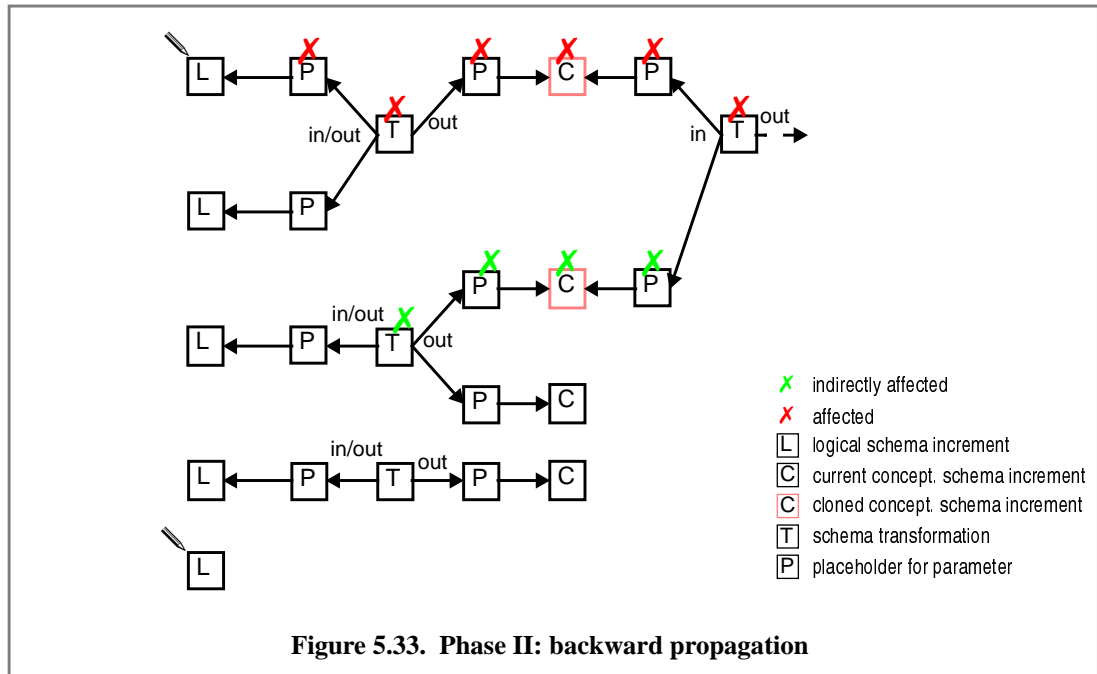 L P P C P
in/out T out in T out
L P
P C P
in/out
L P T out
P C
in/out out
L P T P C
L
indirectly affected
affected
L logical schema increment
C current concept. schema increment
C cloned concept. schema increment
T schema transformation
P placeholder for parameter
Figure 5.33. Phase II: backward propagation